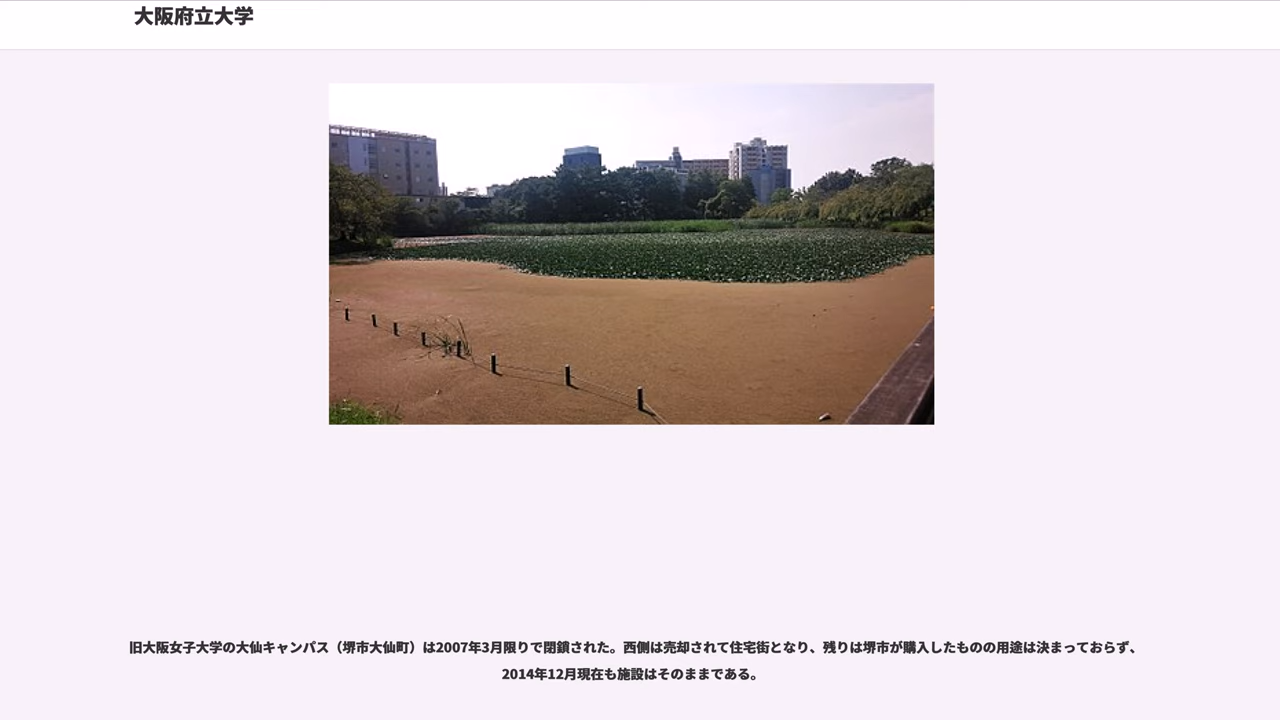 大阪府立大学
旧大阪女子大学の大仙キャンパス（堺市大仙町）は2007年3月限りで閉鎖された。西側は売却されて住宅街となり、残りは堺市が購入したものの用途は決まっておらず、
2014年12月現在も施設はそのままである。